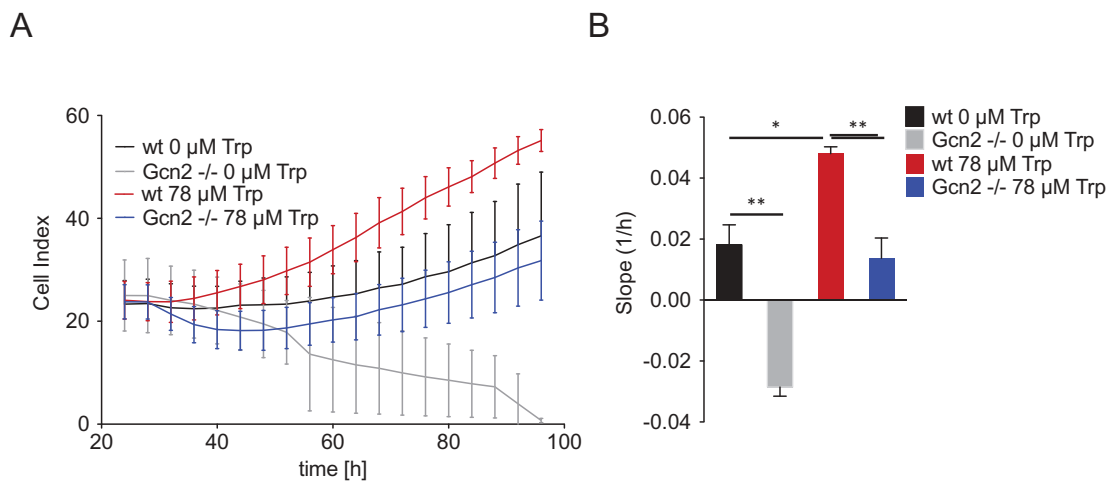 A
Cell Index
60
40
20
0
wt 0 µM Trp
Gcn2 -/- 0 µM Trp
wt 78 µM Trp
Gcn2 -/- 78 µM Trp
20
40
60
80
100
time [h]
B
Slope (1/h)
0.06
0.04
0.02
0.00
-0.02
-0.04
**
*
**
wt 0 µM Trp
Gcn2 -/- 0 µM Trp
wt 78 µM Trp
Gcn2 -/- 78 µM Trp